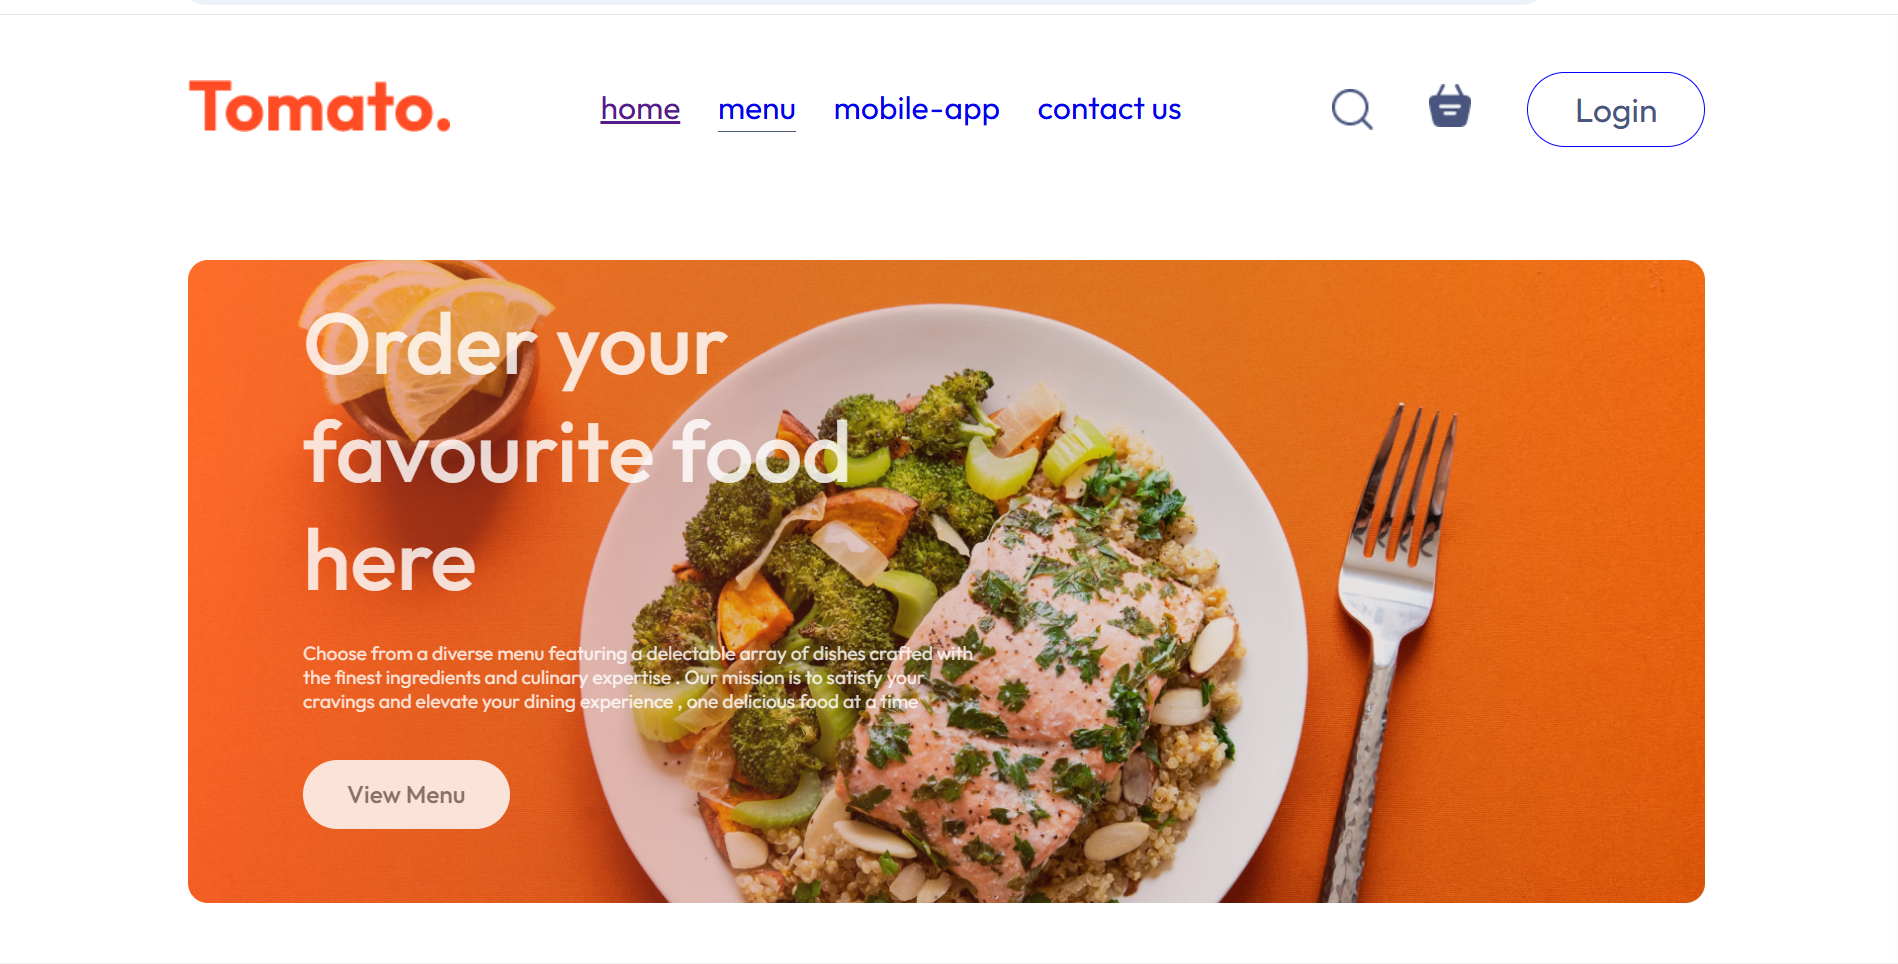 Tomato.
home menu mobile-app contact us Login
Order your
favourite food
here
Choose from a diverse menu featuring a delectable array of dishes crafted with
the finest ingredients and culinary expertise . Our mission is to satisfy your
cravings and elevate your dining experience , one delicious food at a time
View Menu